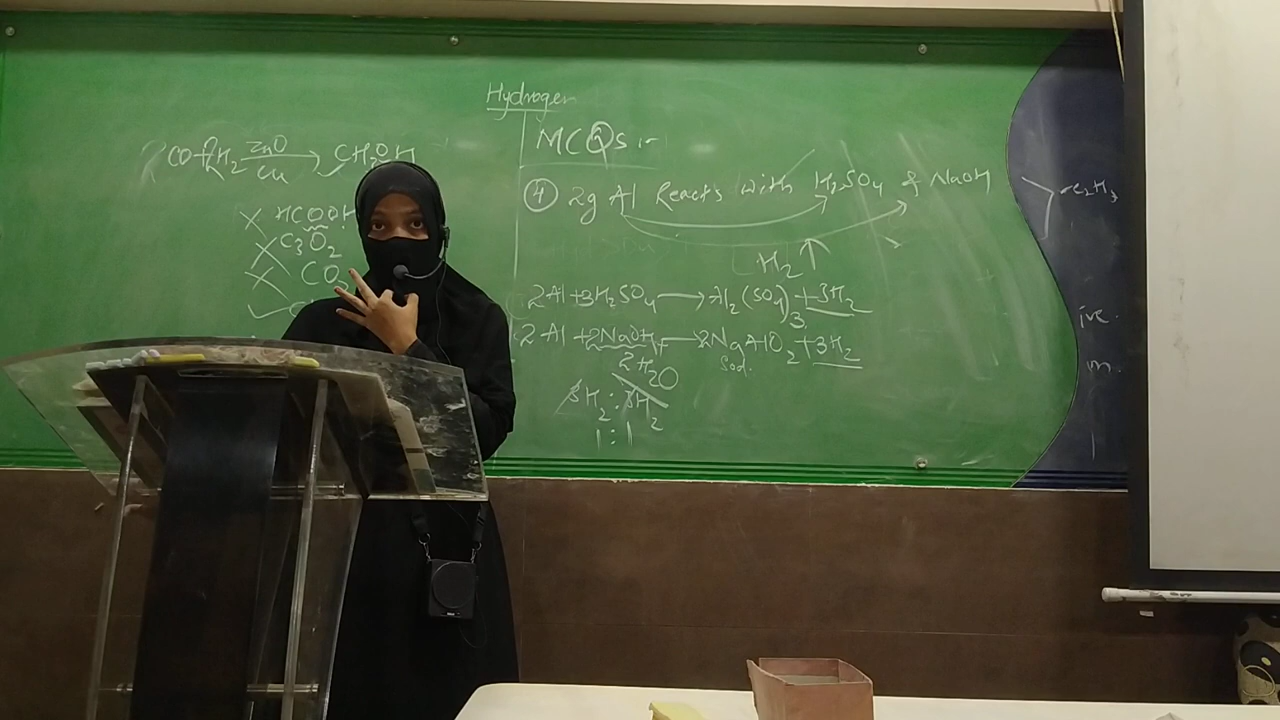 Hydrogen
MCQs :-
CO + 2H2 ZnO Cu → CH3OH
✗ HCOOH
✗ C3O2
✗ CO
④ 2g Al Reacts with H2SO4 & NaOH
H2 ↑
2Al + 3H2SO4 → Al2(SO4)3 + 3H2
2Al + 2NaOH + → 2NaAlO2 + 3H2
2H2O
Sod.
3H2 : 3H2
1 : 1
C2H3
ive.
m.